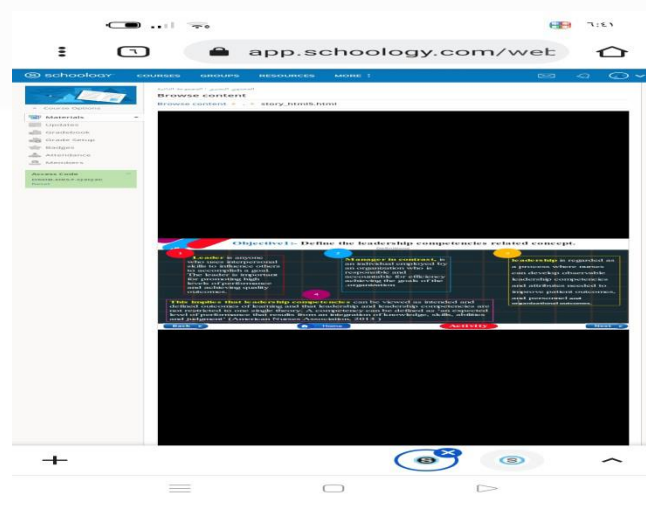 ٦:٤١
app.schoology.com/wet
schoology
COURSES
GROUPS
RESOURCES
MORE
Browse content
Browse content
story_html5.html
Course Options
Materials
Updates
Gradebook
Grade Setup
Badges
Attendance
Members
Access Code
Reset
Objective1:- Define the leadership competencies related concept.
1
Leader is anyone
who uses interpersonal
skills to influence others
to accomplish a goal.
The leader is important
for promoting high
levels of performance
and achieving quality
outcomes.
2
Manager in contrast, is
an individual employed by
an organization who is
responsible and
accountable for efficiency
achieving the goals of the
organization
3
leadership is regarded as
a process where nurses
can develop observable
leadership competencies
and attributes needed to
improve patient outcomes,
and personnel and
organizational outcomes
4
This implies that leadership competencies can be viewed as intended and
defined outcomes of learning and that leadership and leadership competencies are
not restricted to one single theory. A competency can be defined as 'an expected
level of performance that results from an integration of knowledge, skills, abilities
and judgment' (American Nurses Association, 2013 )
Back
Home
Activity
Next